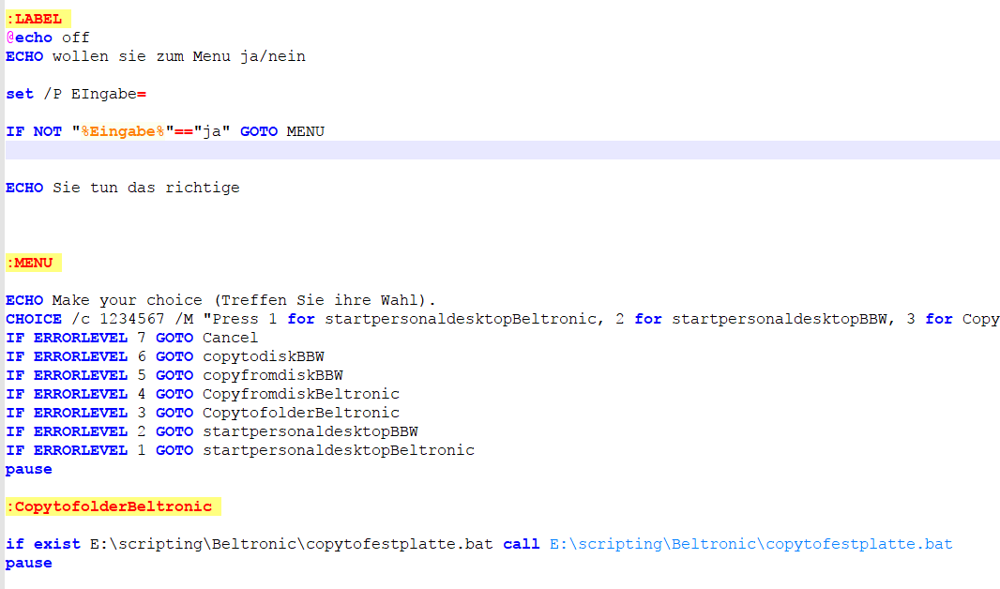 :LABEL
@echo off
ECHO wollen sie zum Menu ja/nein
set /P EIngabe=
IF NOT "%Eingabe%"=="ja" GOTO MENU
ECHO Sie tun das richtige
:MENU
ECHO Make your choice (Treffen Sie ihre Wahl).
CHOICE /c 1234567 /M "Press 1 for startpersonaldesktopBeltronic, 2 for startpersonaldesktopBBW, 3 for Copy
IF ERRORLEVEL 7 GOTO Cancel
IF ERRORLEVEL 6 GOTO copytodiskBBW
IF ERRORLEVEL 5 GOTO copyfromdiskBBW
IF ERRORLEVEL 4 GOTO CopyfromdiskBeltronic
IF ERRORLEVEL 3 GOTO CopytofolderBeltronic
IF ERRORLEVEL 2 GOTO startpersonaldesktopBBW
IF ERRORLEVEL 1 GOTO startpersonaldesktopBeltronic
pause
:CopytofolderBeltronic
if exist E:\scripting\Beltronic\copytofestplatte.bat call E:\scripting\Beltronic\copytofestplatte.bat
pause